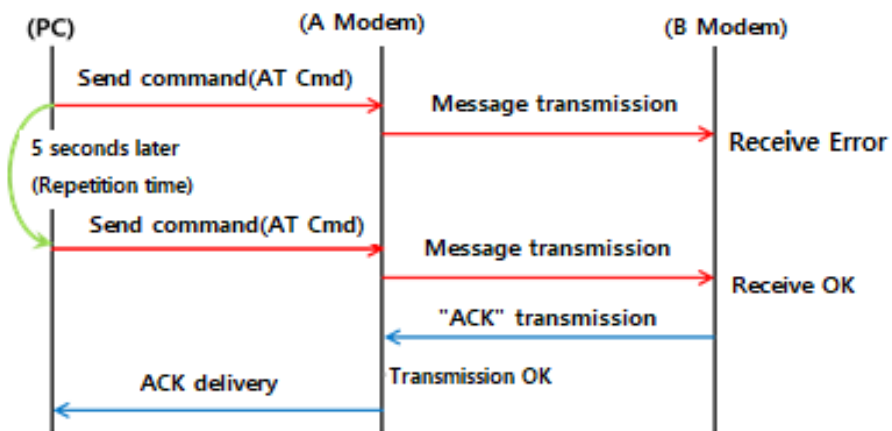 (PC)
(A Modem)
(B Modem)
Send command(AT Cmd)
Message transmission
5 seconds later
(Repetition time)
Receive Error
Send command(AT Cmd)
Message transmission
Receive OK
"ACK" transmission
Transmission OK
ACK delivery